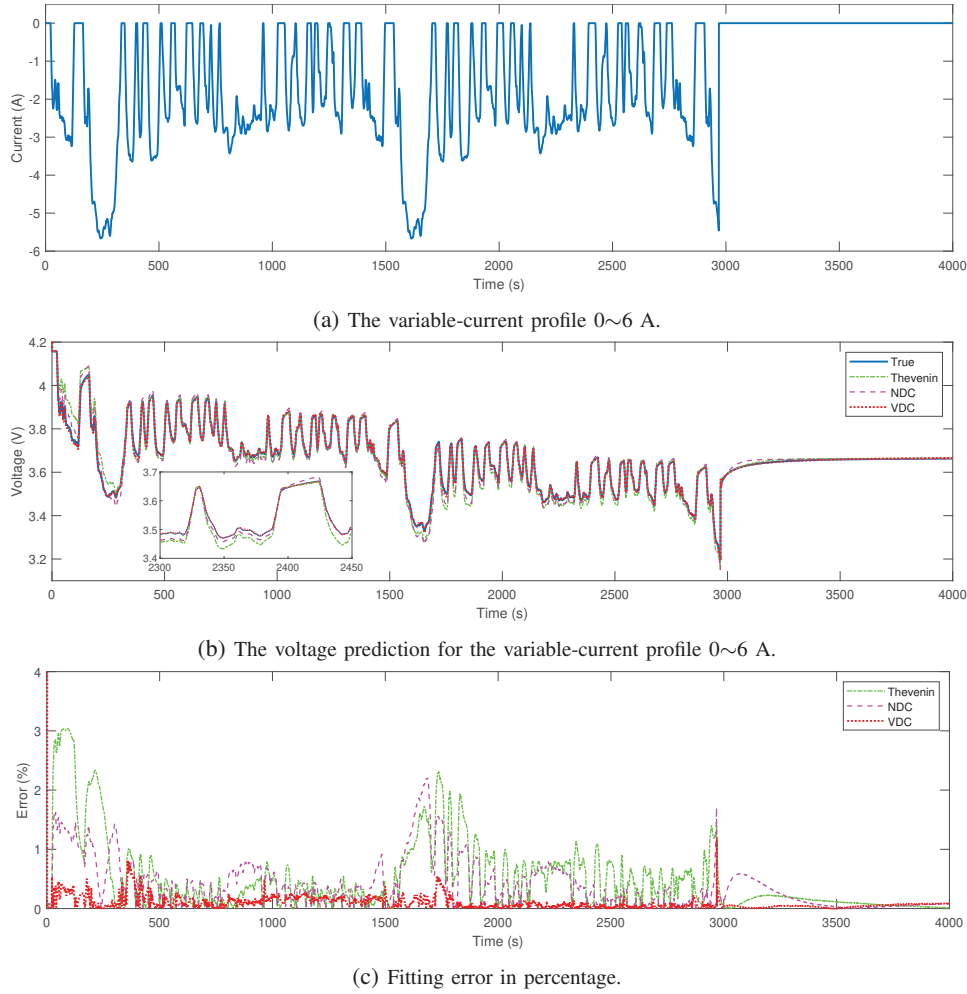 0
-1
-2
-3
-4
-5
-6
Current (A)
0 500 1000 1500 2000 2500 3000 3500 4000
Time (s)
(a) The variable-current profile 0∼6 A.
4.2
4
3.8
3.6
3.4
3.2
Voltage (V)
True
Thevenin
NDC
VDC
3.7
3.6
3.5
3.4
2300 2350 2400 2450
0 500 1000 1500 2000 2500 3000 3500 4000
Time (s)
(b) The voltage prediction for the variable-current profile 0∼6 A.
4
3
2
1
0
Error (%)
Thevenin
NDC
VDC
0 500 1000 1500 2000 2500 3000 3500 4000
Time (s)
(c) Fitting error in percentage.